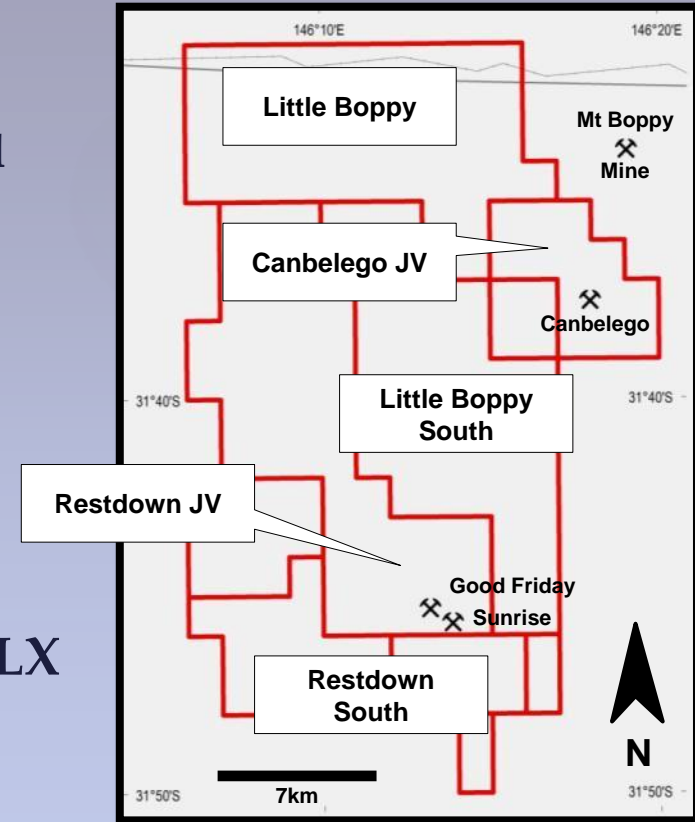 146°10'E
146°20'E
Little Boppy
Mt Boppy
Mine
Canbelego JV
Canbelego
31°40'S
31°40'S
Little Boppy
South
Restdown JV
Good Friday
Sunrise
LX
Restdown
South
N
7km
31°50'S
31°50'S